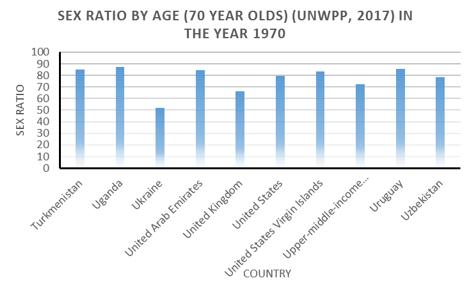 SEX RATIO BY AGE (70 YEAR OLDS) (UNWPP, 2017) IN
THE YEAR 1970
SEX RATIO
100
90
80
70
60
50
40
30
20
10
0
Turkmenistan
Uganda
Ukraine
United Arab Emirates
United Kingdom
United States
United States Virgin Islands
Upper-middle-income...
Uruguay
Uzbekistan
COUNTRY